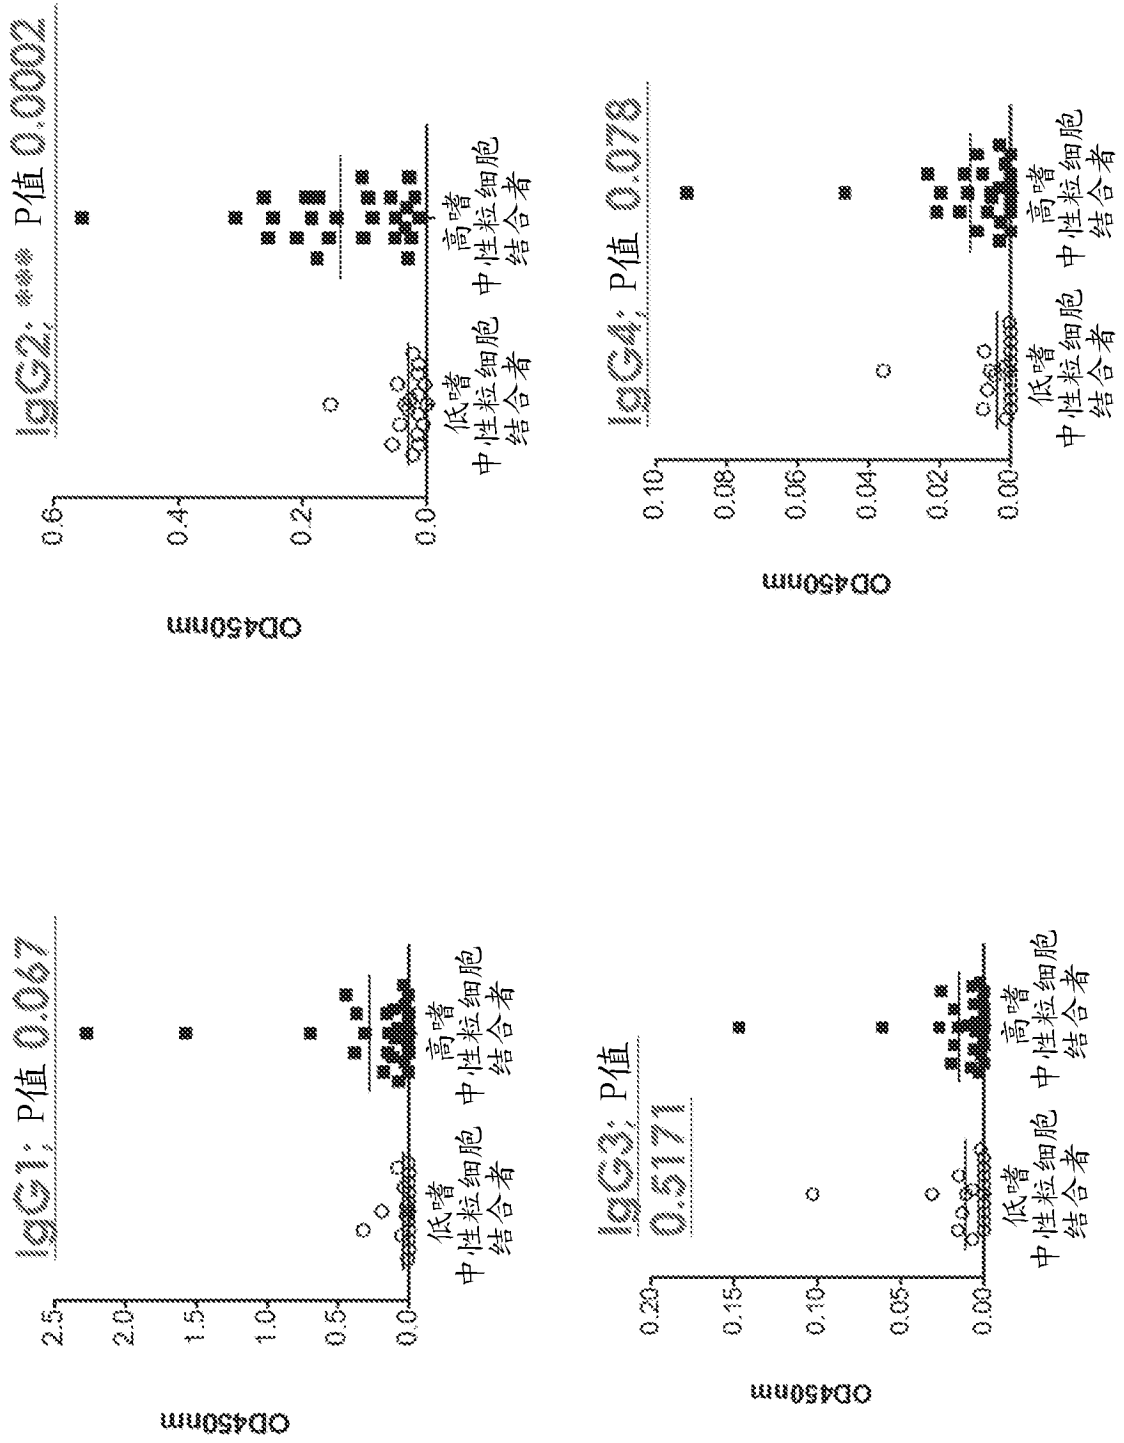 IgG1; P值 0.067
OD450nm
2.5
2.0
1.5
1.0
0.5
0.0
低嗜
中性粒细胞
结合者
高嗜
中性粒细胞
结合者
IgG2; *** P值 0.0002
OD450nm
0.6
0.4
0.2
0.0
低嗜
中性粒细胞
结合者
高嗜
中性粒细胞
结合者
IgG3; P值
0.5171
OD450nm
0.20
0.15
0.10
0.05
0.00
低嗜
中性粒细胞
结合者
高嗜
中性粒细胞
结合者
IgG4; P值 0.078
OD450nm
0.10
0.08
0.06
0.04
0.02
0.00
低嗜
中性粒细胞
结合者
高嗜
中性粒细胞
结合者